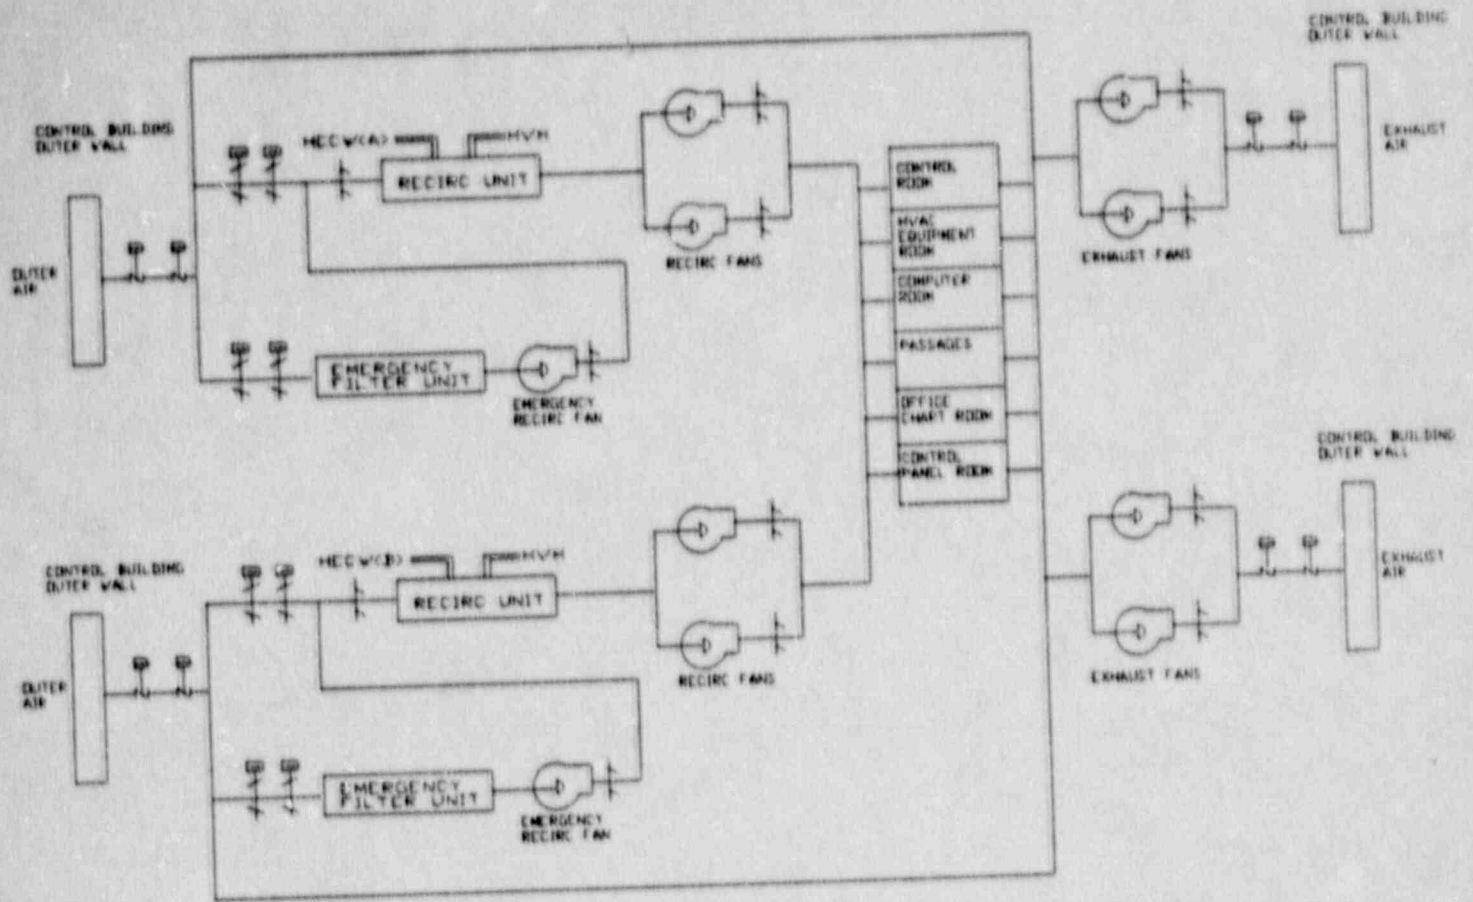 CONTROL BUILDING
OUTER WALL
CONTROL BUILDING
OUTER WALL
HECW(A)
HVH
RECIRC UNIT
CONTROL
ROOM
EXHAUST
AIR
HVAC
EQUIPMENT
ROOM
RECIRC FANS
EXHAUST FANS
OUTER
AIR
COMPUTER
ROOM
PASSAGES
EMERGENCY
FILTER UNIT
EMERGENCY
RECIRC FAN
OFFICE
CHART ROOM
CONTROL
PANEL ROOM
CONTROL BUILDING
OUTER WALL
CONTROL BUILDING
OUTER WALL
HECW(B)
HVH
RECIRC UNIT
EXHAUST
AIR
RECIRC FANS
EXHAUST FANS
OUTER
AIR
EMERGENCY
FILTER UNIT
EMERGENCY
RECIRC FAN